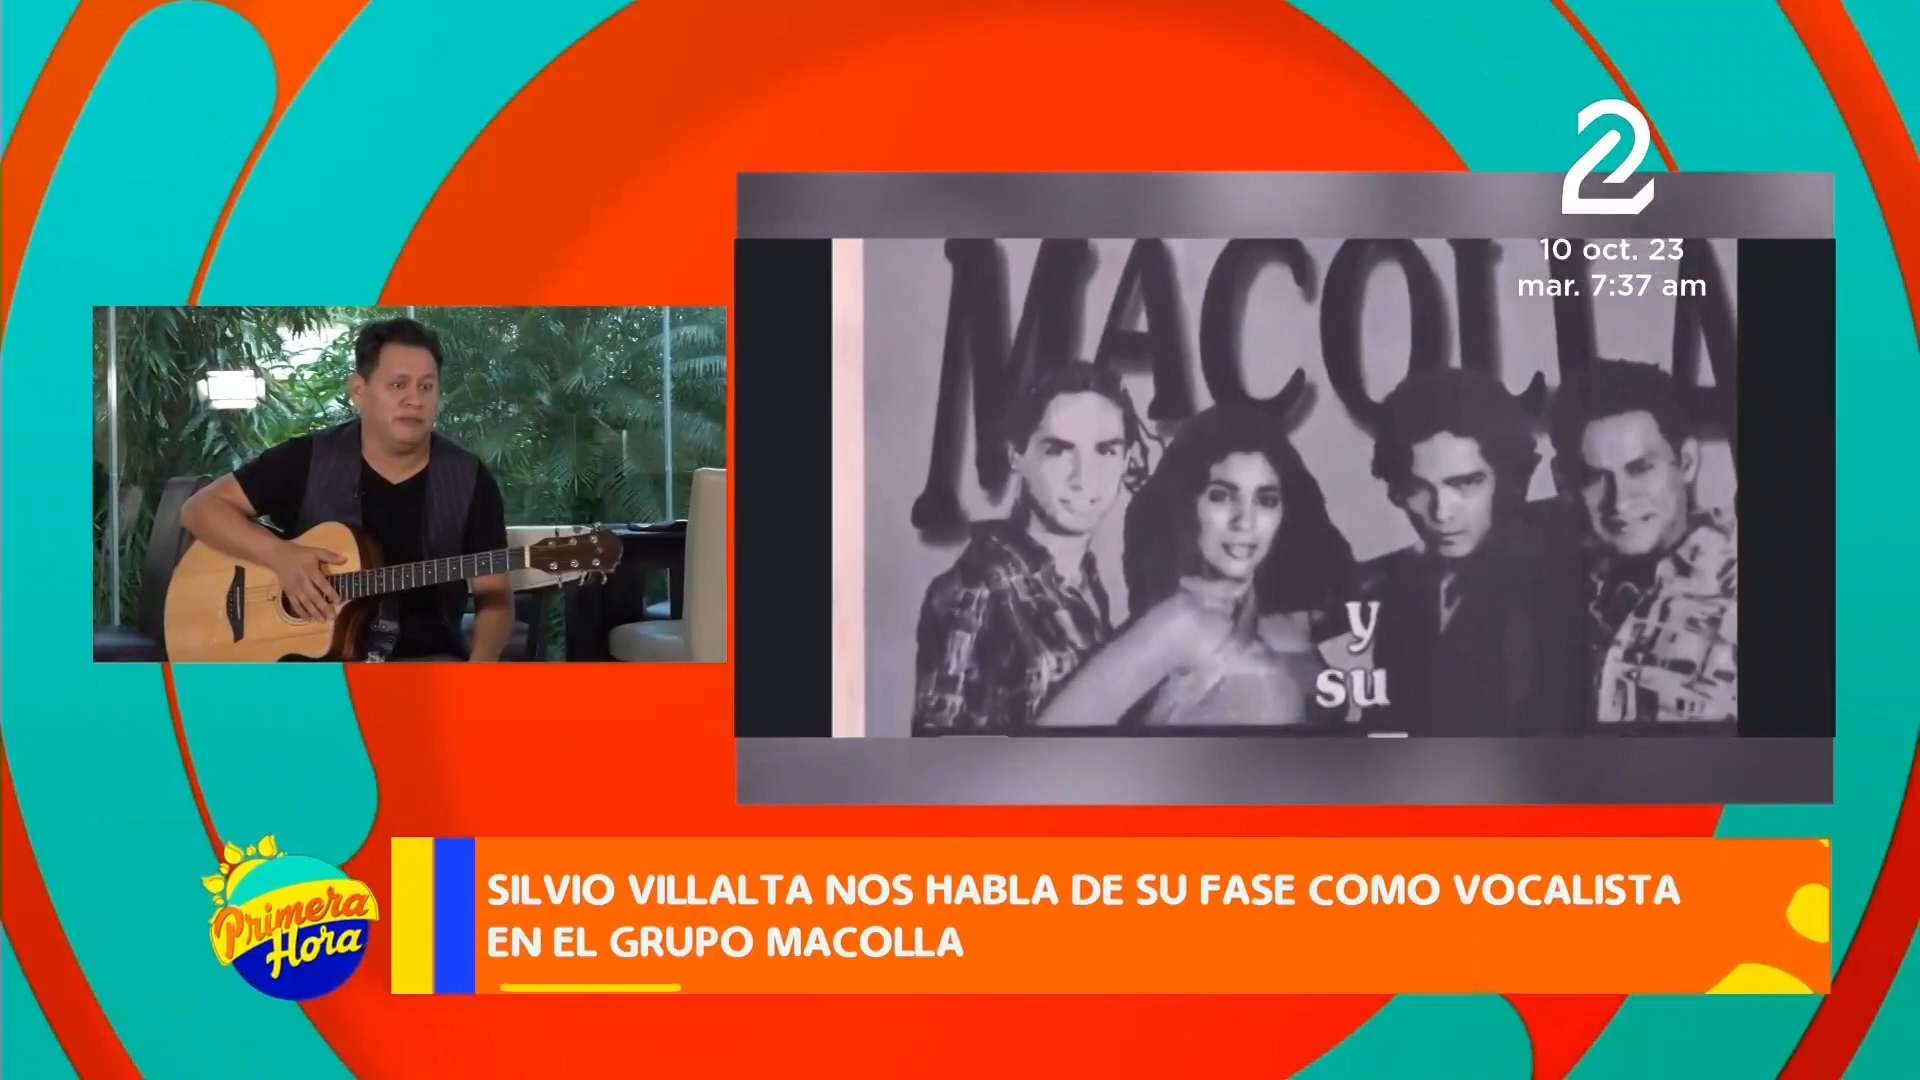 2
10 oct. 23
mar. 7:37 am
MACOLLA
y
su
Primera
Hora
SILVIO VILLALTA NOS HABLA DE SU FASE COMO VOCALISTA
EN EL GRUPO MACOLLA